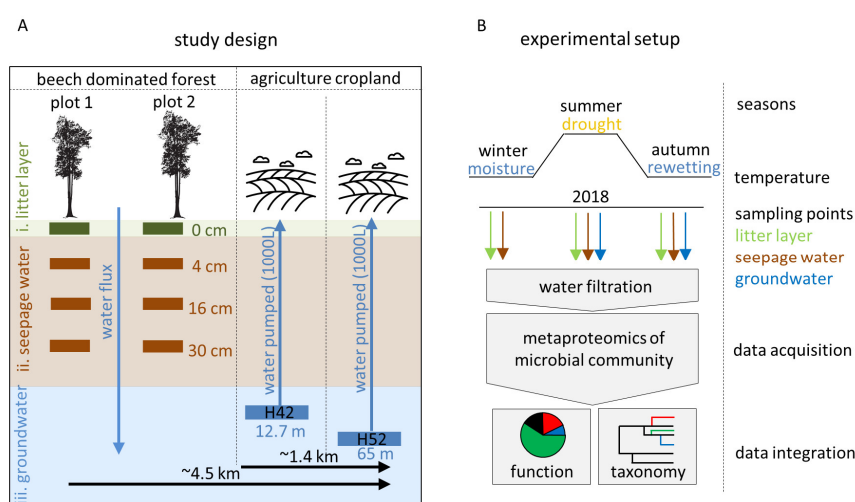 A
study design
beech dominated forest
agriculture cropland
plot 1
plot 2
i. litter layer
ii. seepage water
ii. groundwater
0 cm
4 cm
16 cm
30 cm
water flux
water pumped (1000L)
water pumped (1000L)
H42
12.7 m
H52
65 m
~1.4 km
~4.5 km
B
experimental setup
summer
drought
winter
moisture
autumn
rewetting
seasons
temperature
2018
sampling points
litter layer
seepage water
groundwater
water filtration
metaproteomics of
microbial community
data acquisition
function
taxonomy
data integration